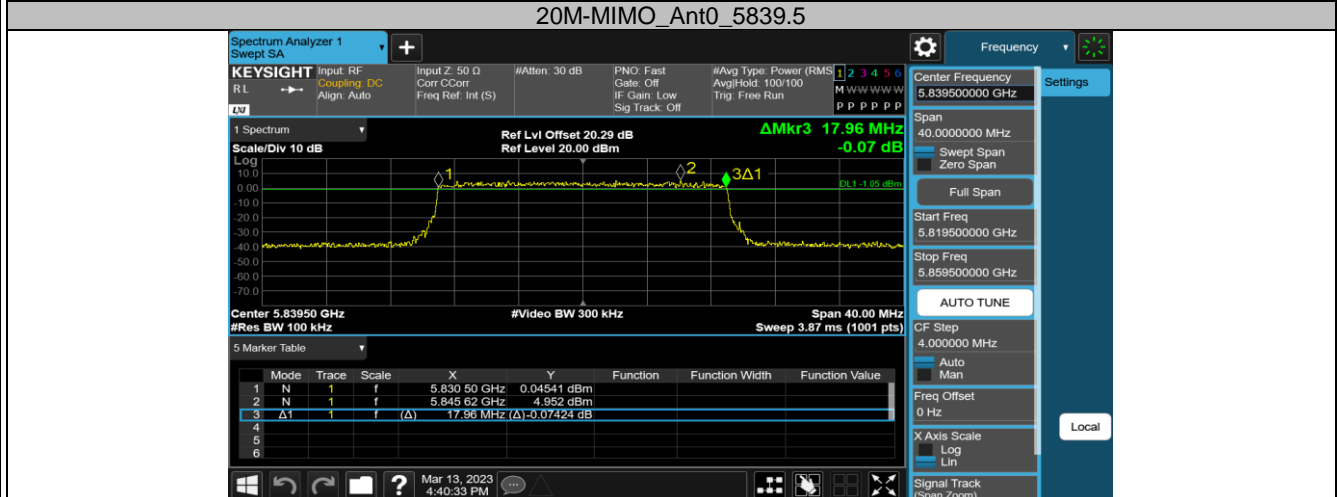 20M-MIMO_Ant0_5839.5
Spectrum Analyzer 1
Swept SA
+
Frequency
KEYSIGHT
RL
LXI
Input: RF
Coupling: DC
Align: Auto
Input Z: 50 Ω
Corr CCorr
Freq Ref: Int (S)
#Atten: 30 dB
PNO: Fast
Gate: Off
IF Gain: Low
Sig Track: Off
#Avg Type: Power (RMS
Avg|Hold: 100/100
Trig: Free Run
1 2 3 4 5 6
M W W W W W
P P P P P P
1 Spectrum
Scale/Div 10 dB
Log
Ref Lvl Offset 20.29 dB
Ref Level 20.00 dBm
ΔMkr3 17.96 MHz
-0.07 dB
10.0
0.00
-10.0
-20.0
-30.0
-40.0
-50.0
-60.0
-70.0
1
2
3Δ1
DL1 -1.05 dBm
Center 5.83950 GHz
#Res BW 100 kHz
#Video BW 300 kHz
Span 40.00 MHz
Sweep 3.87 ms (1001 pts)
5 Marker Table
Mode Trace Scale X Y Function Function Width Function Value
1 N 1 f 5.830 50 GHz 0.04541 dBm
2 N 1 f 5.845 62 GHz 4.952 dBm
3 Δ1 1 f (Δ) 17.96 MHz (Δ) -0.07424 dB
4
5
6
?
Mar 13, 2023
4:40:33 PM
Center Frequency
5.839500000 GHz
Settings
Span
40.0000000 MHz
Swept Span
Zero Span
Full Span
Start Freq
5.819500000 GHz
Stop Freq
5.859500000 GHz
AUTO TUNE
CF Step
4.000000 MHz
Auto
Man
Freq Offset
0 Hz
Local
X Axis Scale
Log
Lin
Signal Track
(Span Zoom)